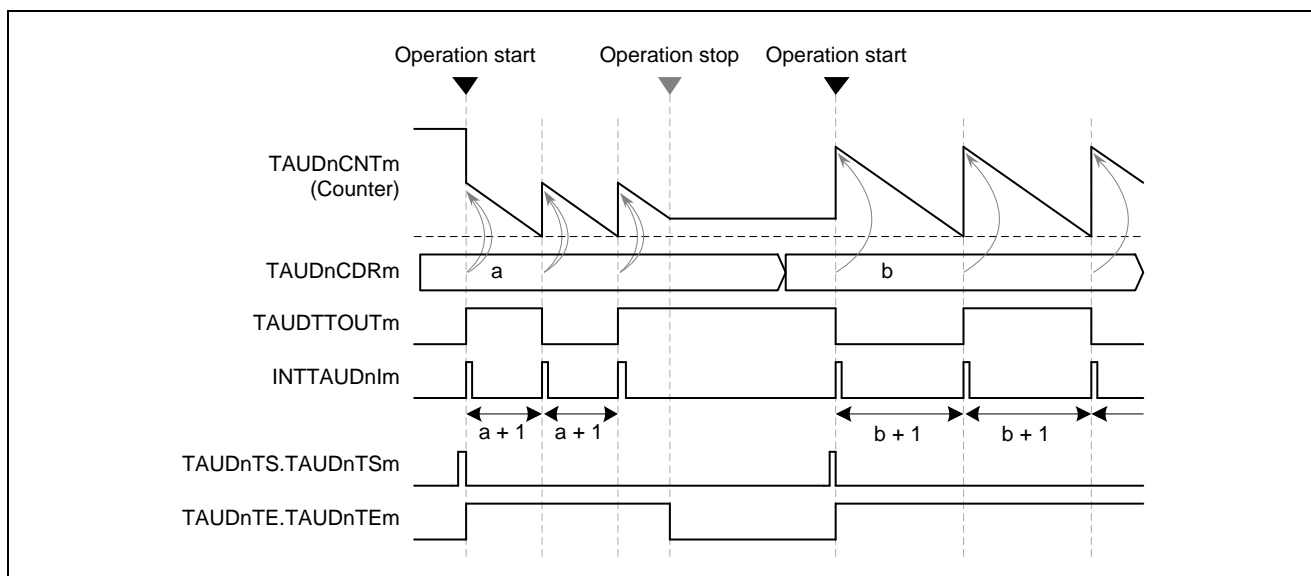 Operation start Operation stop Operation start
TAUDnCNTm
(Counter)
TAUDnCDRm a b
TAUDTTOUTm
INTTAUDnIm
a + 1 a + 1 b + 1 b + 1
TAUDnTS.TAUDnTSm
TAUDnTE.TAUDnTEm